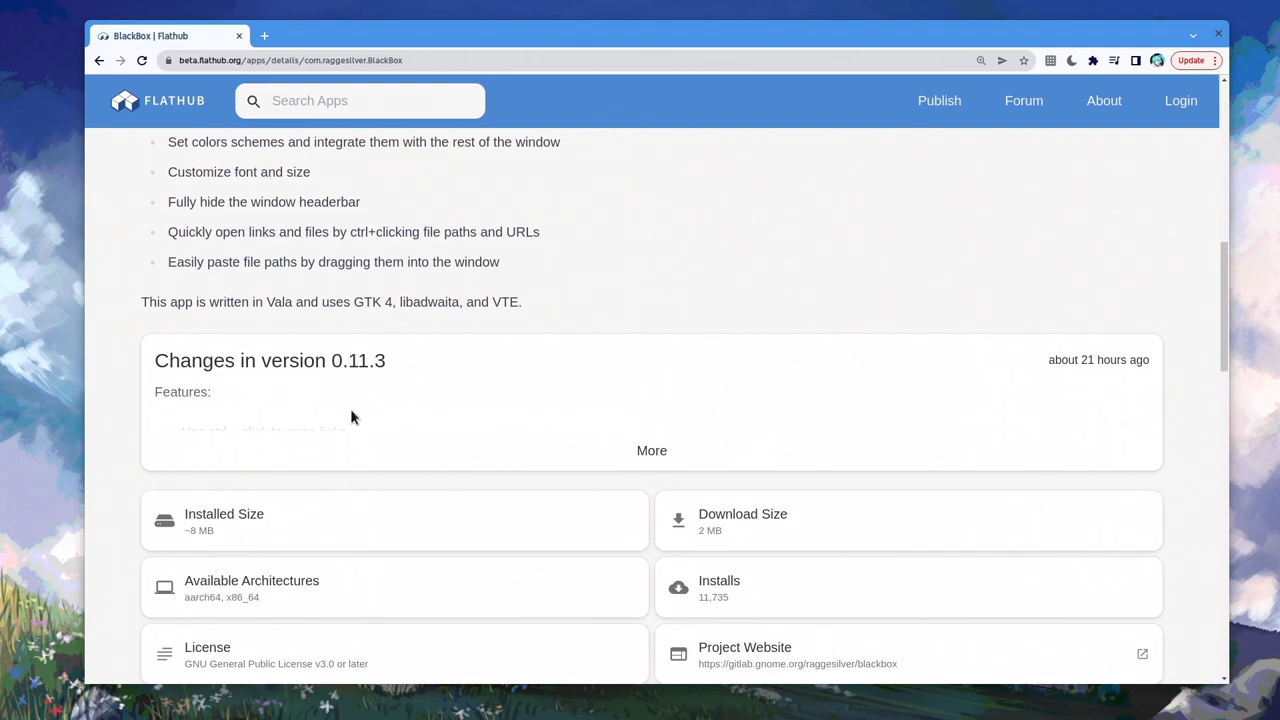 BlackBox | Flathub
beta.flathub.org/apps/details/com.raggesilver.BlackBox
Update
FLATHUB
Search Apps
Publish
Forum
About
Login
Set colors schemes and integrate them with the rest of the window
Customize font and size
Fully hide the window headerbar
Quickly open links and files by ctrl+clicking file paths and URLs
Easily paste file paths by dragging them into the window
This app is written in Vala and uses GTK 4, libadwaita, and VTE.
Changes in version 0.11.3
about 21 hours ago
Features:
Use ctrl + click to open links
More
Installed Size
~8 MB
Download Size
2 MB
Available Architectures
aarch64, x86_64
Installs
11,735
License
GNU General Public License v3.0 or later
Project Website
https://gitlab.gnome.org/raggesilver/blackbox